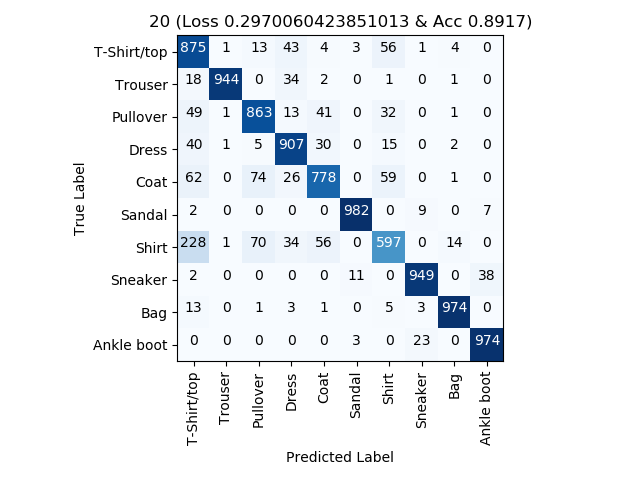 20 (Loss 0.2970060423851013 & Acc 0.8917)
T-Shirt/top 875 1 13 43 4 3 56 1 4 0
Trouser 18 944 0 34 2 0 1 0 1 0
Pullover 49 1 863 13 41 0 32 0 1 0
Dress 40 1 5 907 30 0 15 0 2 0
Coat 62 0 74 26 778 0 59 0 1 0
Sandal 2 0 0 0 0 982 0 9 0 7
Shirt 228 1 70 34 56 0 597 0 14 0
Sneaker 2 0 0 0 0 11 0 949 0 38
Bag 13 0 1 3 1 0 5 3 974 0
Ankle boot 0 0 0 0 0 3 0 23 0 974
True Label
T-Shirt/top Trouser Pullover Dress Coat Sandal Shirt Sneaker Bag Ankle boot
Predicted Label